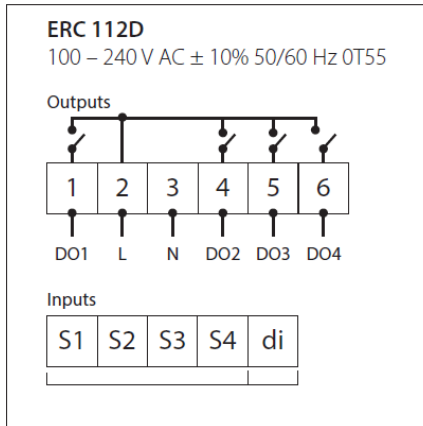 ERC 112D
100 – 240 V AC ± 10% 50/60 Hz 0T55
Outputs
1 2 3 4 5 6
DO1 L N DO2 DO3 DO4
Inputs
S1 S2 S3 S4 di